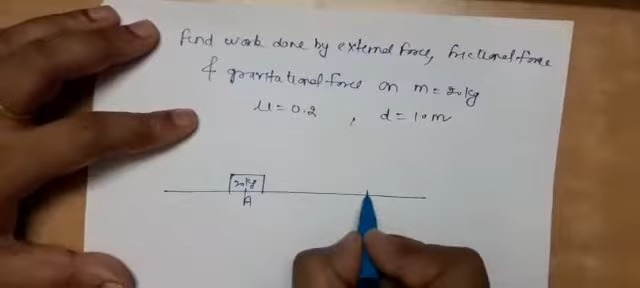 Find work done by external force, frictional force
& gravitational force on m = 20kg
μ = 0.2 , d = 10m
20kg
A